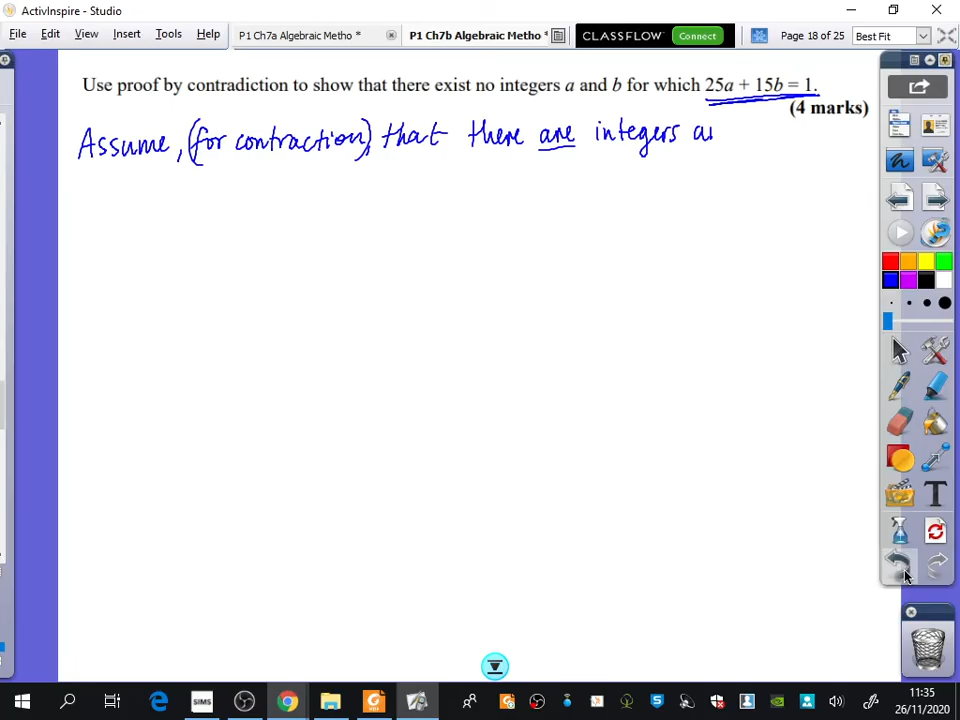 ActivInspire - Studio
File Edit View Insert Tools Help
P1 Ch7a Algebraic Metho *
P1 Ch7b Algebraic Metho *
CLASSFLOW Connect
Page 18 of 25
Best Fit
Use proof by contradiction to show that there exist no integers a and b for which 25a + 15b = 1.
(4 marks)
Assume, (for contraction), that there are integers
T
SIMS
11:35
26/11/2020